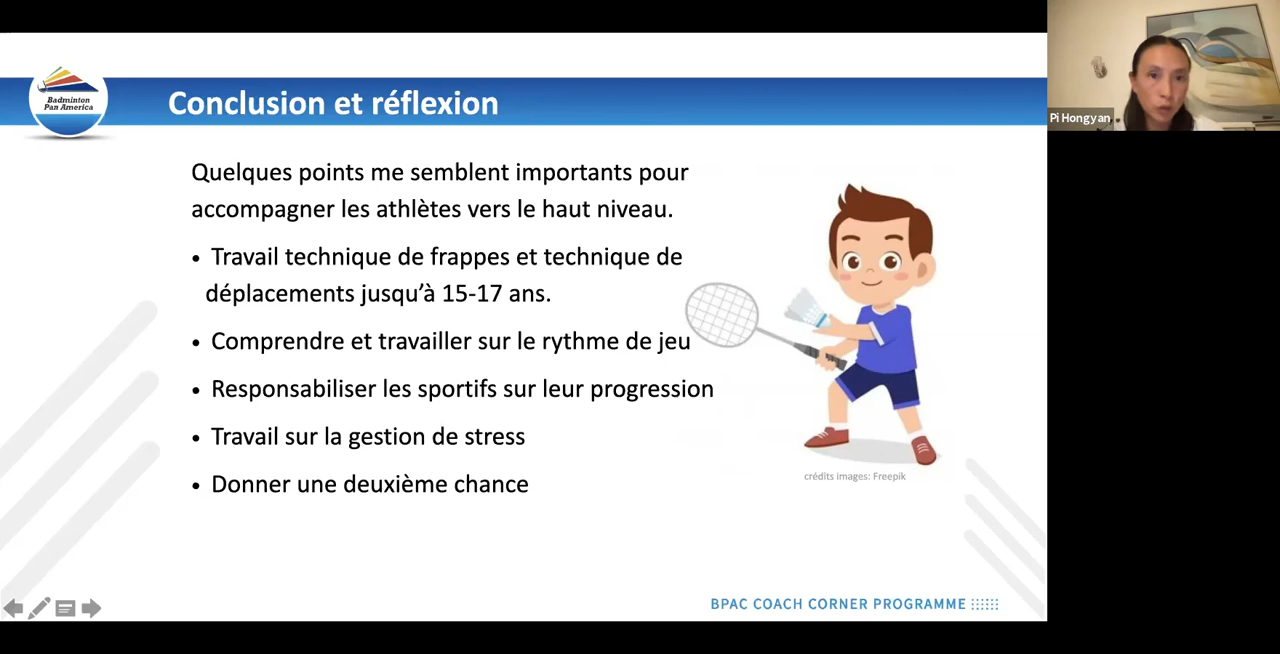 Badminton
Pan America
Conclusion et réflexion
Pi Hongyan
Quelques points me semblent importants pour
accompagner les athlètes vers le haut niveau.
• Travail technique de frappes et technique de
déplacements jusqu’à 15-17 ans.
• Comprendre et travailler sur le rythme de jeu
• Responsabiliser les sportifs sur leur progression
• Travail sur la gestion de stress
• Donner une deuxième chance
crédits images: Freepik
BPAC COACH CORNER PROGRAMME